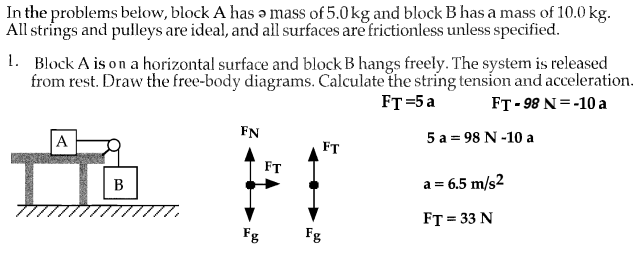 In the problems below, block A has a mass of 5.0 kg and block B has a mass of 10.0 kg.
All strings and pulleys are ideal, and all surfaces are frictionless unless specified.
1. Block A is on a horizontal surface and block B hangs freely. The system is released
from rest. Draw the free-body diagrams. Calculate the string tension and acceleration.
FT =5 a FT - 98 N = -10 a
A
B
FN
FT
Fg
FT
Fg
5 a = 98 N -10 a
a = 6.5 m/s2
FT = 33 N